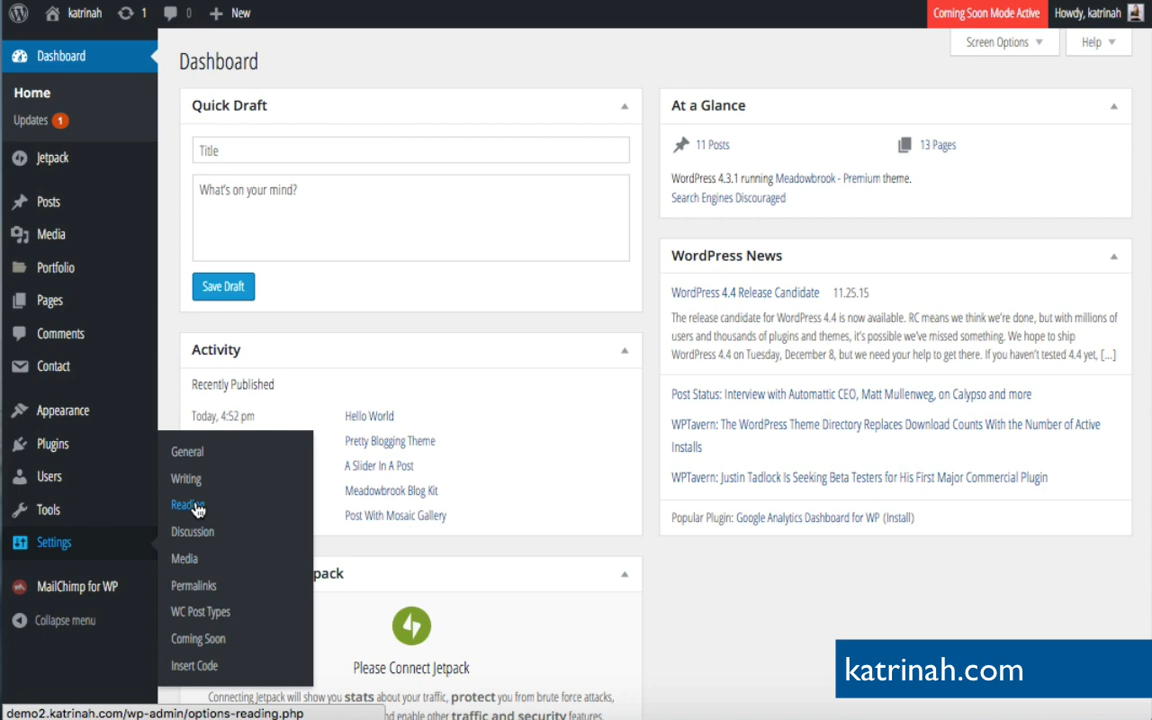 katrinah
1
0
New
Coming Soon Mode Active
Howdy, katrinah
Dashboard
Home
Updates 1
Jetpack
Posts
Media
Portfolio
Pages
Comments
Contact
Appearance
Plugins
Users
Tools
Settings
MailChimp for WP
Collapse menu
General
Writing
Reading
Discussion
Media
Permalinks
WC Post Types
Coming Soon
Insert Code
Screen Options
Help
Dashboard
Quick Draft
Title
What's on your mind?
Save Draft
Activity
Recently Published
Today, 4:52 pm
Hello World
Pretty Blogging Theme
A Slider In A Post
Meadowbrook Blog Kit
Post With Mosaic Gallery
pack
Please Connect Jetpack
Connecting Jetpack will show you stats about your traffic, protect you from brute force attacks,
and enable other traffic and security features.
At a Glance
11 Posts
13 Pages
WordPress 4.3.1 running Meadowbrook - Premium theme.
Search Engines Discouraged
WordPress News
WordPress 4.4 Release Candidate 11.25.15
The release candidate for WordPress 4.4 is now available. RC means we think we're done, but with millions of
users and thousands of plugins and themes, it's possible we've missed something. We hope to ship
WordPress 4.4 on Tuesday, December 8, but we need your help to get there. If you haven't tested 4.4 yet, […]
Post Status: Interview with Automattic CEO, Matt Mullenweg, on Calypso and more
WPTavern: The WordPress Theme Directory Replaces Download Counts With the Number of Active
Installs
WPTavern: Justin Tadlock Is Seeking Beta Testers for His First Major Commercial Plugin
Popular Plugin: Google Analytics Dashboard for WP (Install)
katrinah.com
demo2.katrinah.com/wp-admin/options-reading.php